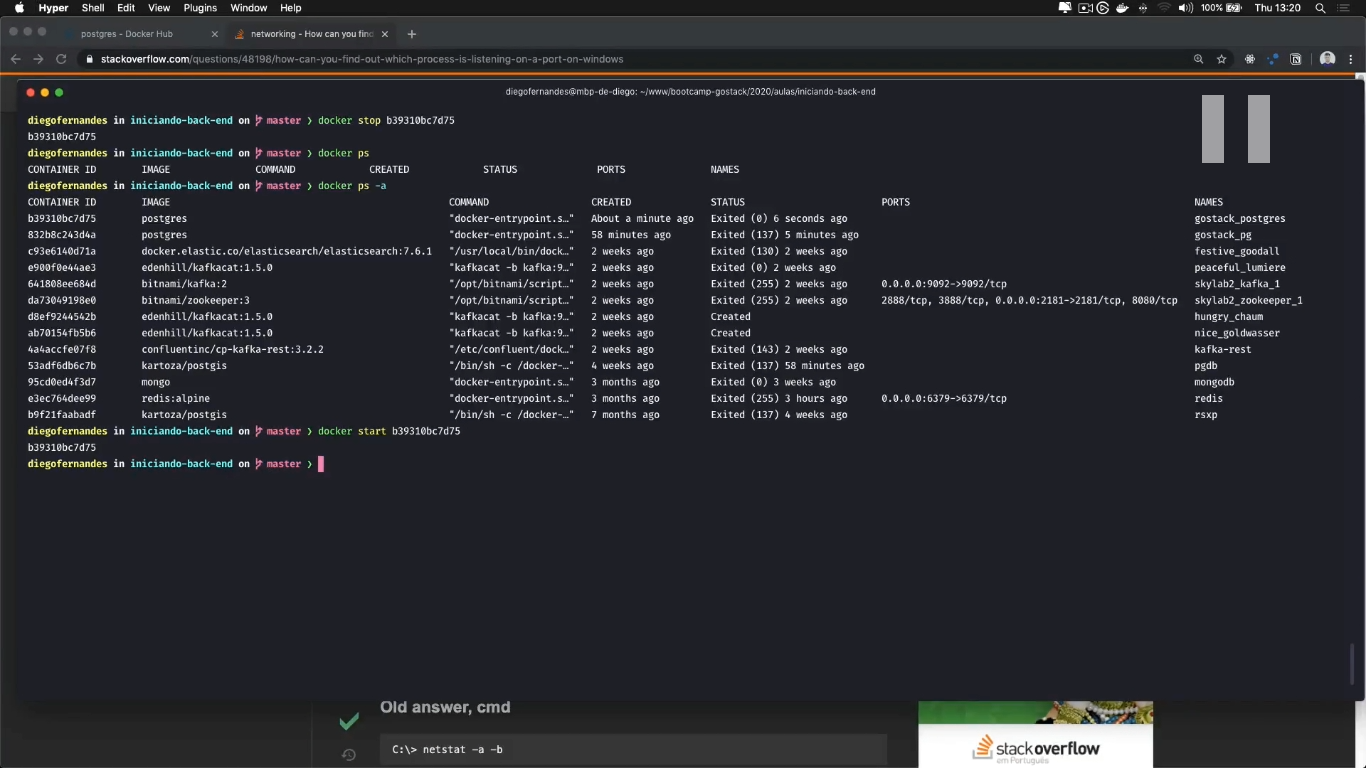 Hyper Shell Edit View Plugins Window Help 100% Thu 13:20
postgres - Docker Hub networking - How can you find
stackoverflow.com/questions/48198/how-can-you-find-out-which-process-is-listening-on-a-port-on-windows
diegofernandes@mbp-de-diego: ~/www/bootcamp-gostack/2020/aulas/iniciando-back-end
diegofernandes in iniciando-back-end on master ❯ docker stop b39310bc7d75
b39310bc7d75
diegofernandes in iniciando-back-end on master ❯ docker ps
CONTAINER ID IMAGE COMMAND CREATED STATUS PORTS NAMES
diegofernandes in iniciando-back-end on master ❯ docker ps -a
CONTAINER ID IMAGE COMMAND CREATED STATUS PORTS NAMES
b39310bc7d75 postgres "docker-entrypoint.s…" About a minute ago Exited (0) 6 seconds ago gostack_postgres
832b8c243d4a postgres "docker-entrypoint.s…" 58 minutes ago Exited (137) 5 minutes ago gostack_pg
c93e6140d71a docker.elastic.co/elasticsearch/elasticsearch:7.6.1 "/usr/local/bin/dock…" 2 weeks ago Exited (130) 2 weeks ago festive_goodall
e900f0e44ae3 edenhill/kafkacat:1.5.0 "kafkacat -b kafka:9…" 2 weeks ago Exited (0) 2 weeks ago peaceful_lumiere
641808ee684d bitnami/kafka:2 "/opt/bitnami/script…" 2 weeks ago Exited (255) 2 weeks ago 0.0.0.0:9092->9092/tcp skylab2_kafka_1
da73049198e0 bitnami/zookeeper:3 "/opt/bitnami/script…" 2 weeks ago Exited (255) 2 weeks ago 2888/tcp, 3888/tcp, 0.0.0.0:2181->2181/tcp, 8080/tcp skylab2_zookeeper_1
d8ef9244542b edenhill/kafkacat:1.5.0 "kafkacat -b kafka:9…" 2 weeks ago Created hungry_chaum
ab70154fb5b6 edenhill/kafkacat:1.5.0 "kafkacat -b kafka:9…" 2 weeks ago Created nice_goldwasser
4a4accfe07f8 confluentinc/cp-kafka-rest:3.2.2 "/etc/confluent/dock…" 2 weeks ago Exited (143) 2 weeks ago kafka-rest
53adf6db6c7b kartoza/postgis "/bin/sh -c /docker-…" 4 weeks ago Exited (137) 58 minutes ago pgdb
95cd0ed4f3d7 mongo "docker-entrypoint.s…" 3 months ago Exited (0) 3 weeks ago mongodb
e3ec764dee99 redis:alpine "docker-entrypoint.s…" 3 months ago Exited (255) 3 hours ago 0.0.0.0:6379->6379/tcp redis
b9f21faabadf kartoza/postgis "/bin/sh -c /docker-…" 7 months ago Exited (137) 4 weeks ago rsxp
diegofernandes in iniciando-back-end on master ❯ docker start b39310bc7d75
b39310bc7d75
diegofernandes in iniciando-back-end on master ❯
Old answer, cmd
C:\> netstat -a -b
stackoverflow
em Português